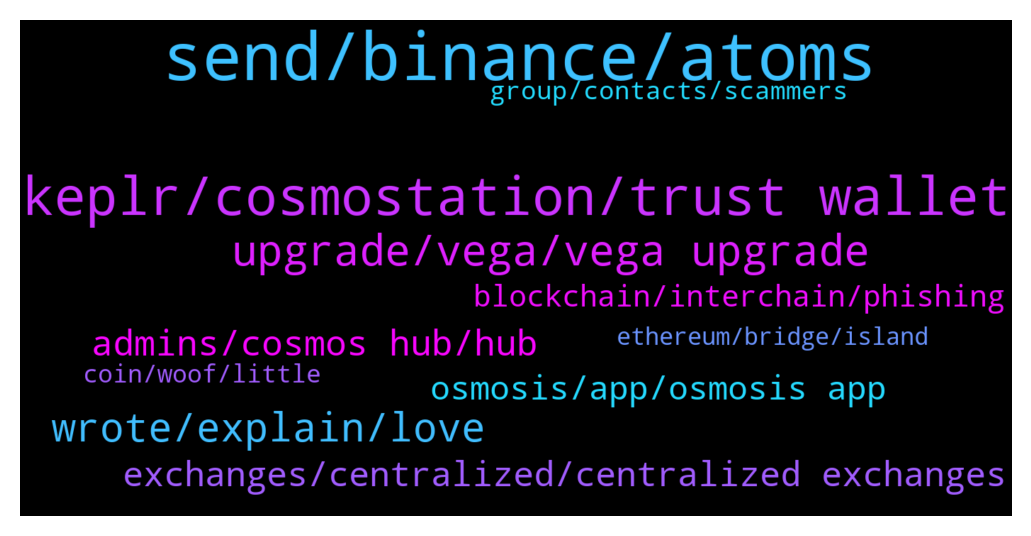 send/binance/atoms
group/contacts/scammers
keplr/cosmostation/trust wallet
upgrade/vega/vega upgrade
blockchain/interchain/phishing
admins/cosmos hub/hub
ethereum/bridge/island
coin/woof/little
osmosis/app/osmosis app
wrote/explain/love
exchanges/centralized/centralized exchanges